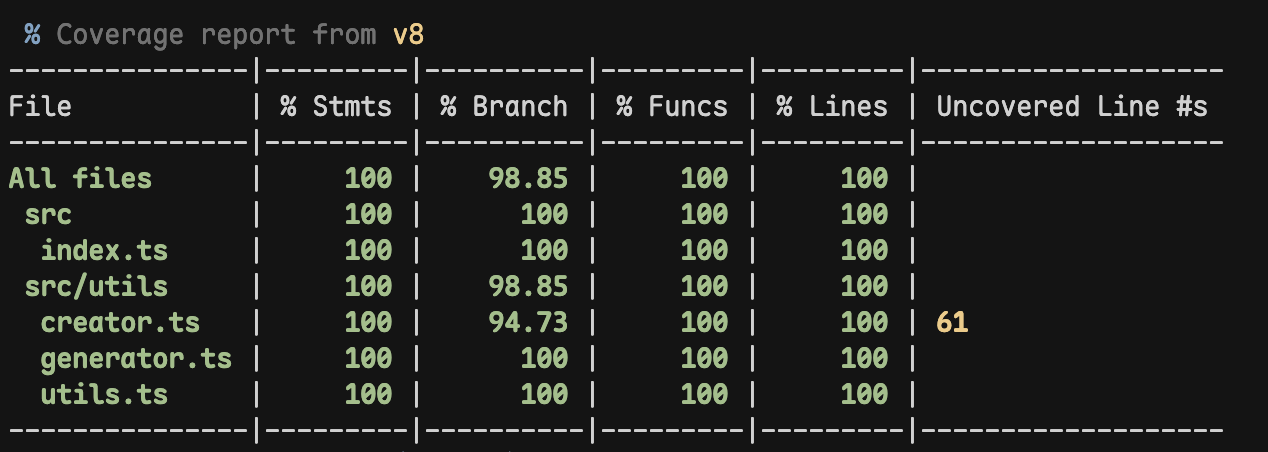 % Coverage report from v8
---------------|---------|----------|---------|---------|-------------------
File           | % Stmts | % Branch | % Funcs | % Lines | Uncovered Line #s
---------------|---------|----------|---------|---------|-------------------
All files      |     100 |    98.85 |     100 |     100 |
 src           |     100 |      100 |     100 |     100 |
  index.ts     |     100 |      100 |     100 |     100 |
 src/utils     |     100 |    98.85 |     100 |     100 |
  creator.ts   |     100 |    94.73 |     100 |     100 | 61
  generator.ts |     100 |      100 |     100 |     100 |
  utils.ts     |     100 |      100 |     100 |     100 |
---------------|---------|----------|---------|---------|-------------------